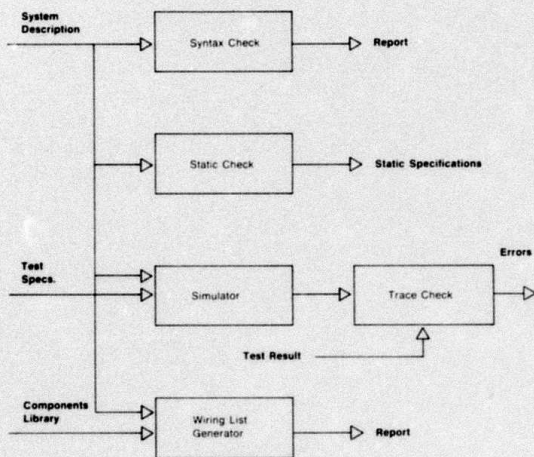 System
Description
Syntax Check
Report
Static Check
Static Specifications
Errors
Test
Specs.
Simulator
Trace Check
Test Result
Components
Library
Wiring List
Generator
Report